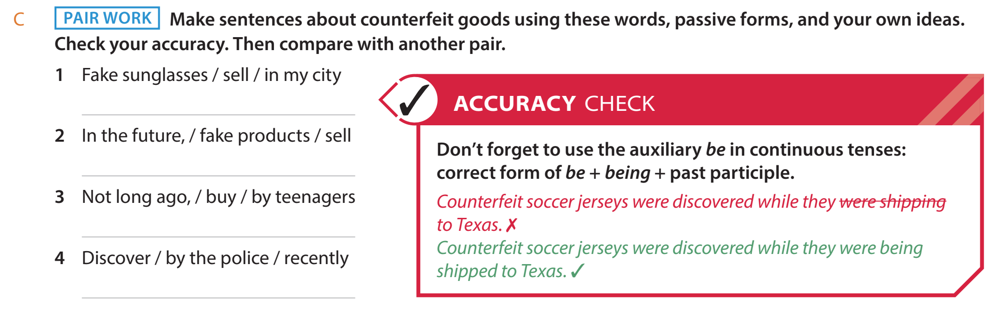 C PAIR WORK Make sentences about counterfeit goods using these words, passive forms, and your own ideas.
Check your accuracy. Then compare with another pair.
1 Fake sunglasses / sell / in my city
2 In the future, / fake products / sell
3 Not long ago, / buy / by teenagers
4 Discover / by the police / recently
ACCURACY CHECK
Don't forget to use the auxiliary be in continuous tenses:
correct form of be + being + past participle.
Counterfeit soccer jerseys were discovered while they were shipping
to Texas. ✗
Counterfeit soccer jerseys were discovered while they were being
shipped to Texas. ✓